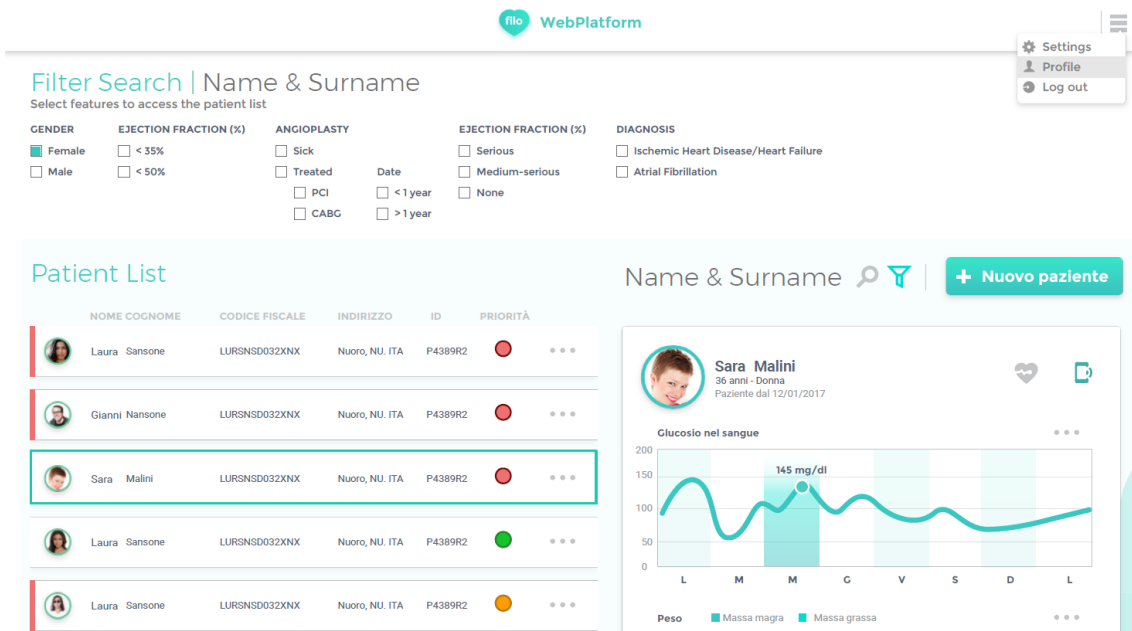 filo WebPlatform
Settings
Profile
Log out
Filter Search | Name & Surname
Select features to access the patient list
GENDER EJECTION FRACTION (%) ANGIOPLASTY EJECTION FRACTION (%) DIAGNOSIS
Female < 35% Sick Serious Ischemic Heart Disease/Heart Failure
Male < 50% Treated Date Medium-serious Atrial Fibrillation
PCI < 1 year None
CABG > 1 year
Patient List
NOME COGNOME CODICE FISCALE INDIRIZZO ID PRIORITÀ
Laura Sansone LURSNSD032XNX Nuoro, NU. ITA P4389R2
Gianni Nansone LURSNSD032XNX Nuoro, NU. ITA P4389R2
Sara Malini LURSNSD032XNX Nuoro, NU. ITA P4389R2
Laura Sansone LURSNSD032XNX Nuoro, NU. ITA P4389R2
Laura Sansone LURSNSD032XNX Nuoro, NU. ITA P4389R2
Name & Surname + Nuovo paziente
Sara Malini
36 anni - Donna
Paziente dal 12/01/2017
Glucosio nel sangue
200
150
100
50
0
145 mg/dl
L M M G V S D L
Peso Massa magra Massa grassa